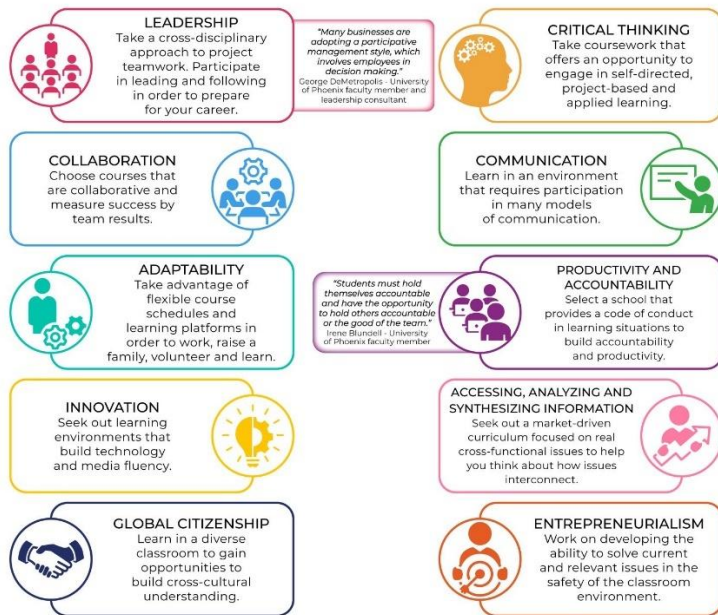 LEADERSHIP
Take a cross-disciplinary
approach to project
teamwork. Participate
in leading and following
in order to prepare
for your career.
"Many businesses are
adopting a participative
management style, which
involves employees in
decision making."
George DeMetropolis - University
of Phoenix faculty member and
leadership consultant
CRITICAL THINKING
Take coursework that
offers an opportunity to
engage in self-directed,
project-based and
applied learning.
COLLABORATION
Choose courses that
are collaborative and
measure success by
team results.
COMMUNICATION
Learn in an environment
that requires participation
in many models
of communication.
ADAPTABILITY
Take advantage of
flexible course
schedules and
learning platforms in
order to work, raise a
family, volunteer and learn.
"Students must hold
themselves accountable
and have the opportunity
to hold others accountable
or the good of the team."
Irene Blundell - University
of Phoenix faculty member
PRODUCTIVITY AND
ACCOUNTABILITY
Select a school that
provides a code of conduct
in learning situations to
build accountability
and productivity.
INNOVATION
Seek out learning
environments that
build technology
and media fluency.
ACCESSING, ANALYZING AND
SYNTHESIZING INFORMATION
Seek out a market-driven
curriculum focused on real
cross-functional issues to help
you think about how issues
interconnect.
GLOBAL CITIZENSHIP
Learn in a diverse
classroom to gain
opportunities to
build cross-cultural
understanding.
ENTREPRENEURIALISM
Work on developing the
ability to solve current
and relevant issues in the
safety of the classroom
environment.